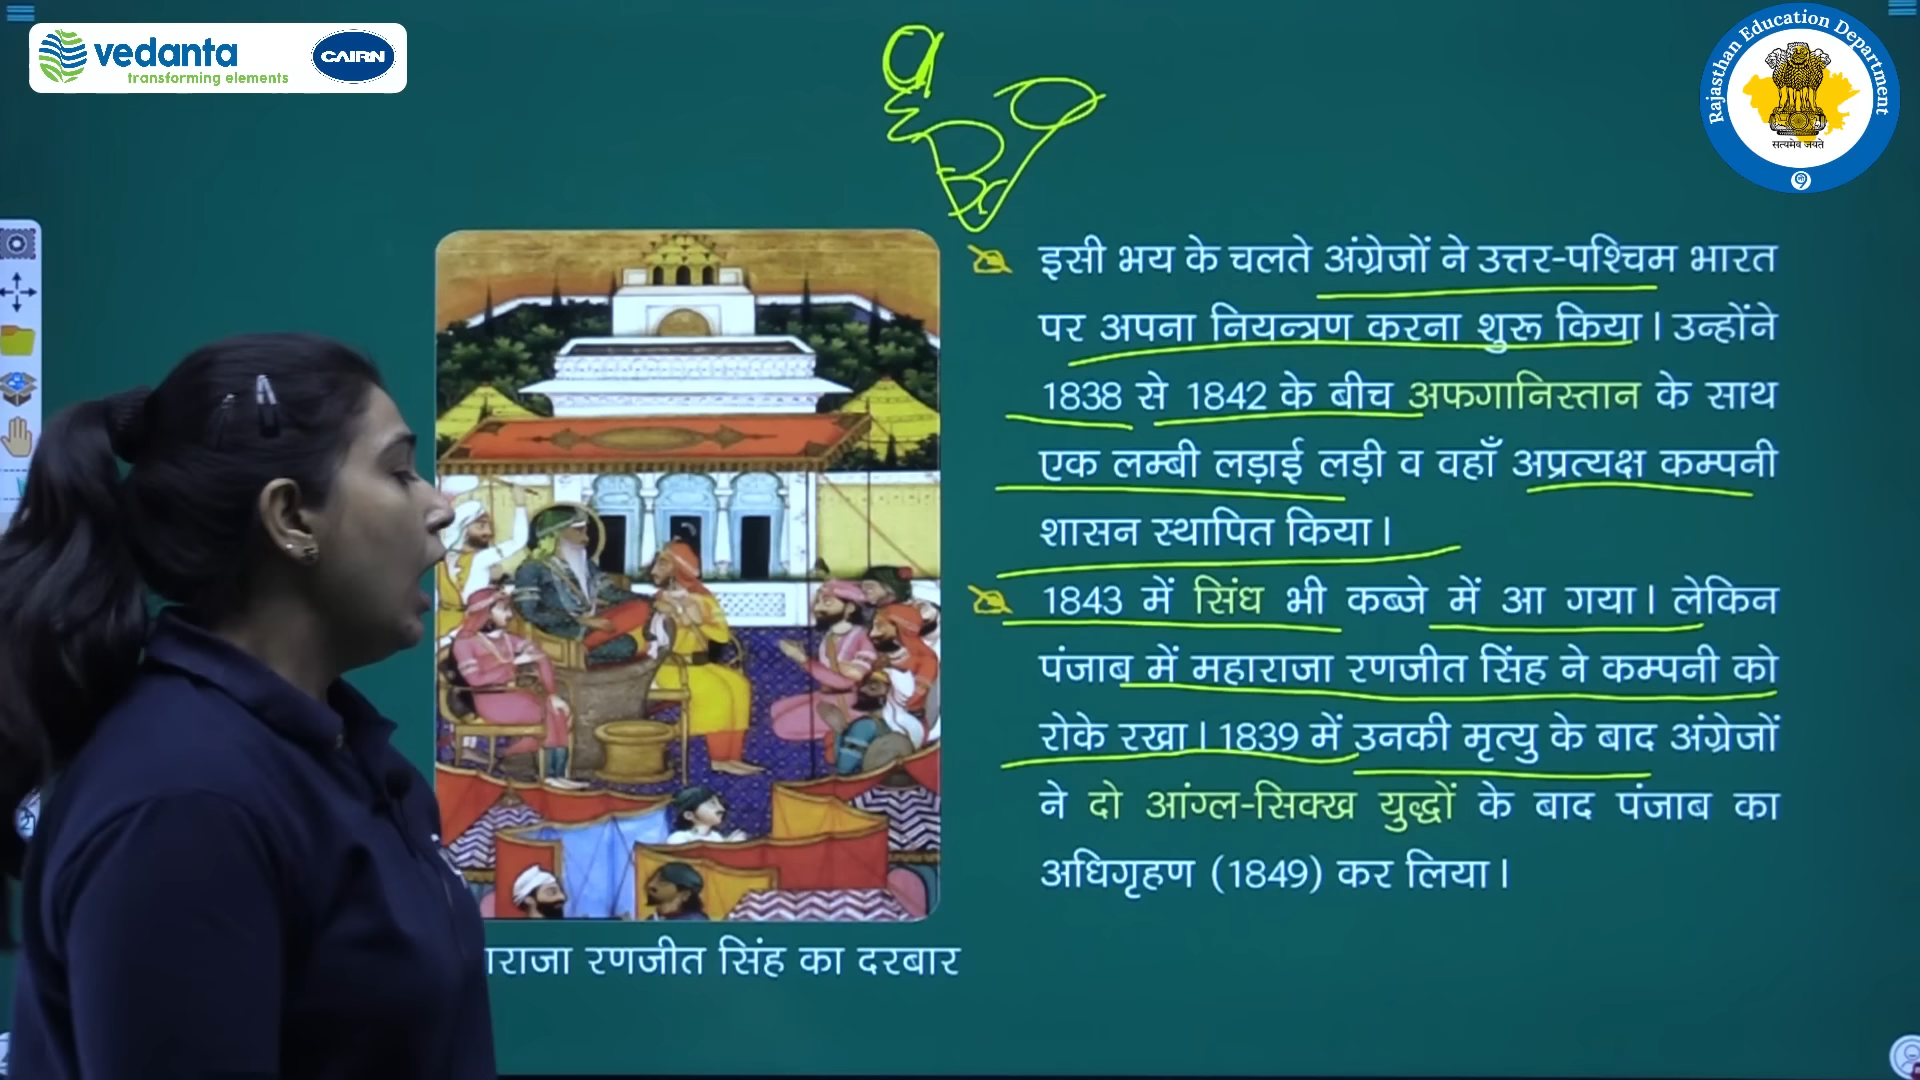 vedanta
transforming elements
CAIRN
Rajasthan Education Department
सत्यमेव जयते
इसी भय के चलते अंग्रेजों ने उत्तर-पश्चिम भारत
पर अपना नियन्त्रण करना शुरू किया। उन्होंने
1838 से 1842 के बीच अफगानिस्तान के साथ
एक लम्बी लड़ाई लड़ी व वहाँ अप्रत्यक्ष कम्पनी
शासन स्थापित किया।
1843 में सिंध भी कब्जे में आ गया। लेकिन
पंजाब में महाराजा रणजीत सिंह ने कम्पनी को
रोके रखा। 1839 में उनकी मृत्यु के बाद अंग्रेजों
ने दो आंग्ल-सिक्ख युद्धों के बाद पंजाब का
अधिगृहण (1849) कर लिया।
राजा रणजीत सिंह का दरबार